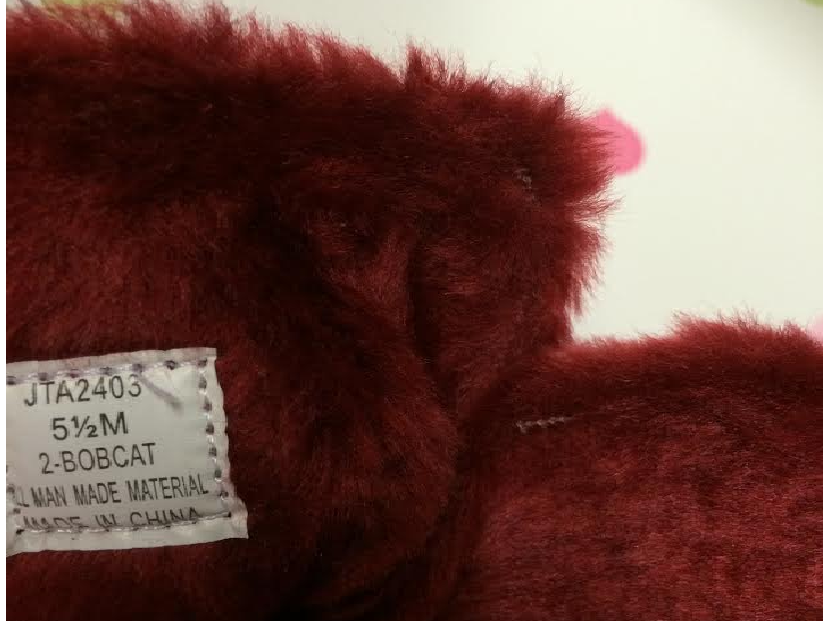 JTA2403
5½M
2-BOBCAT
LL MAN MADE MATERIAL
MADE IN CHINA